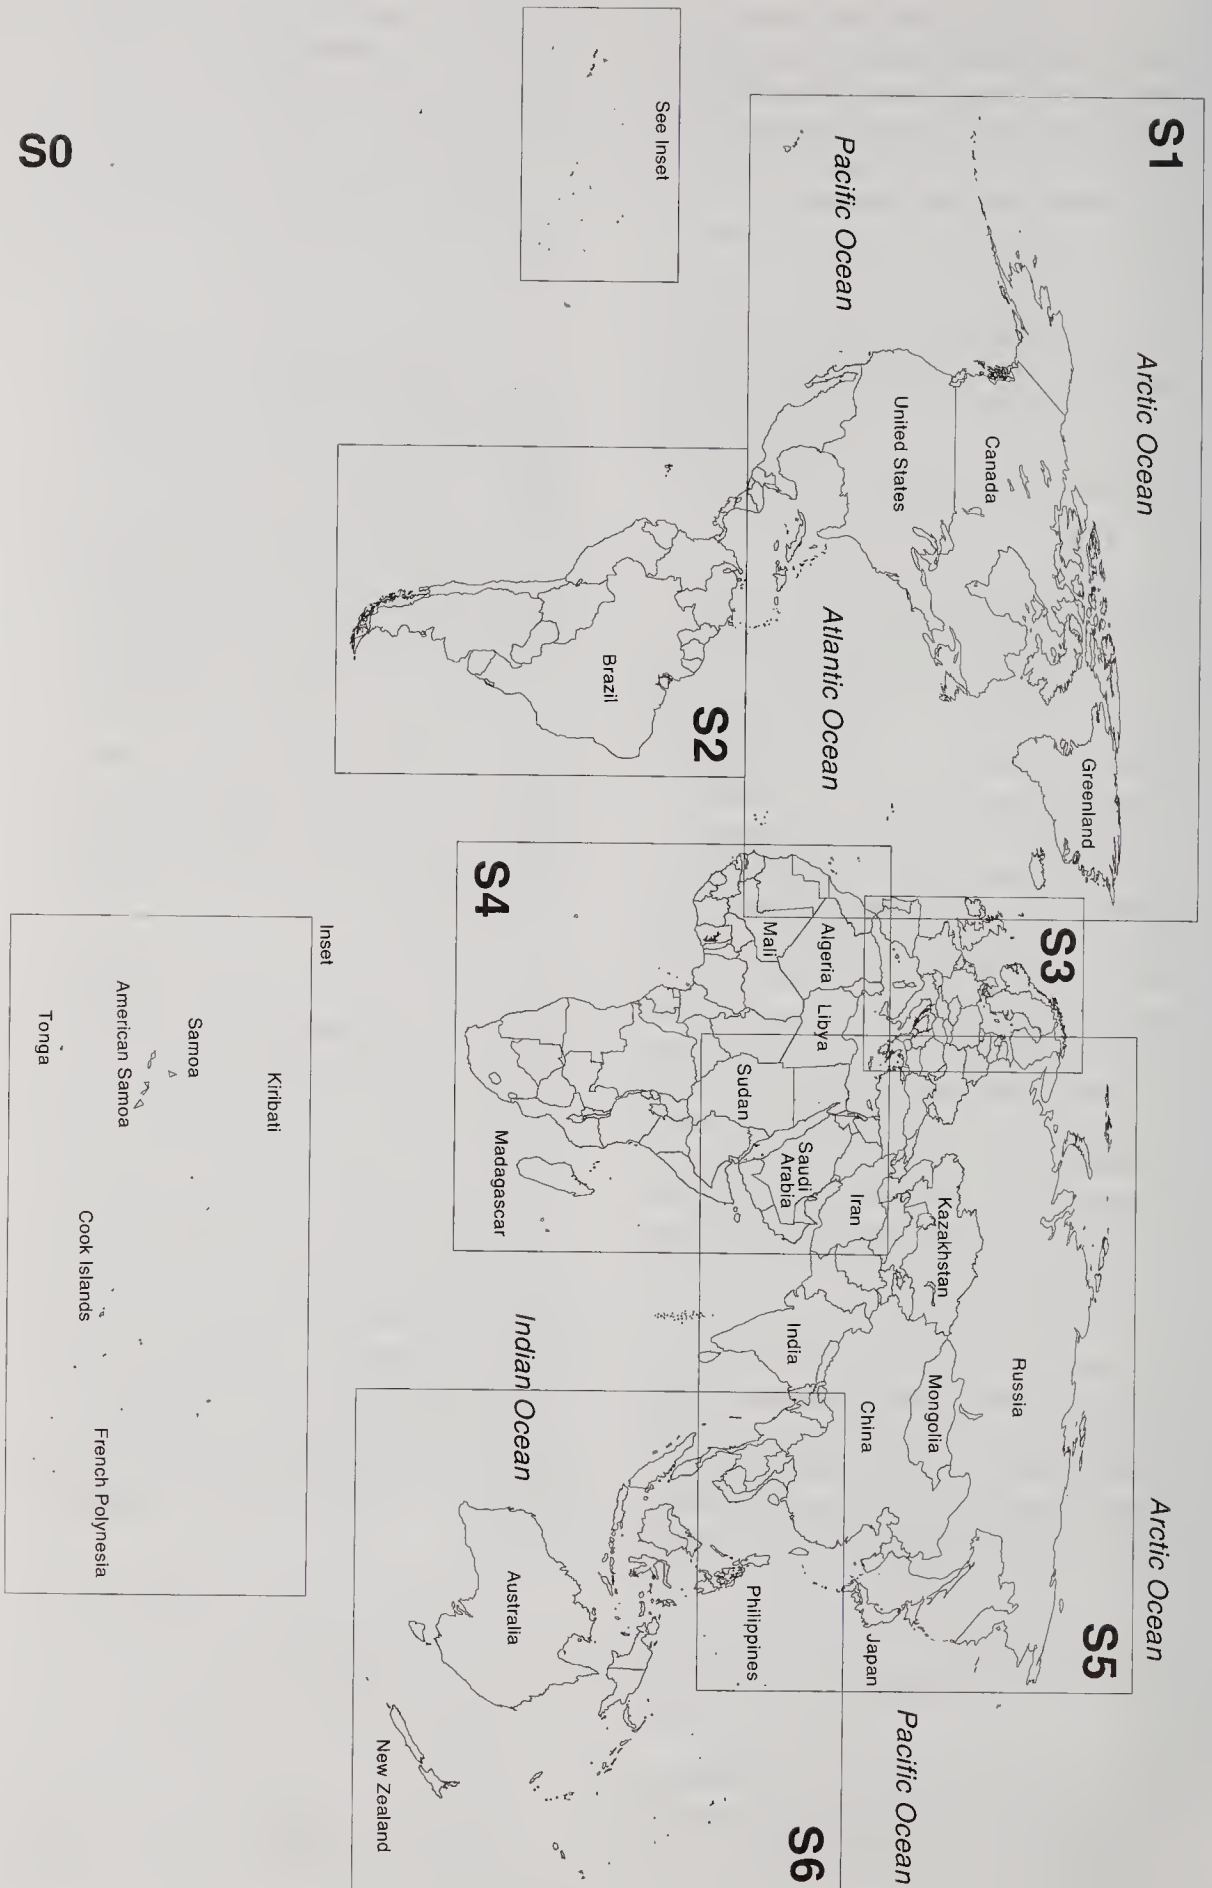 S1
Arctic Ocean
Arctic Ocean
Greenland
S5
Canada
Russia
S3
United States
Kazakhstan
Mongolia
Pacific Ocean
Atlantic Ocean
Algeria
Libya
Iran
China
Japan
Pacific Ocean
Mali
Saudi
Arabia
India
Sudan
Philippines
S6
See Inset
S2
Brazil
S4
Madagascar
Indian Ocean
Australia
New Zealand
Inset
Kiribati
Samoa
American Samoa
Cook Islands
French Polynesia
Tonga
S0